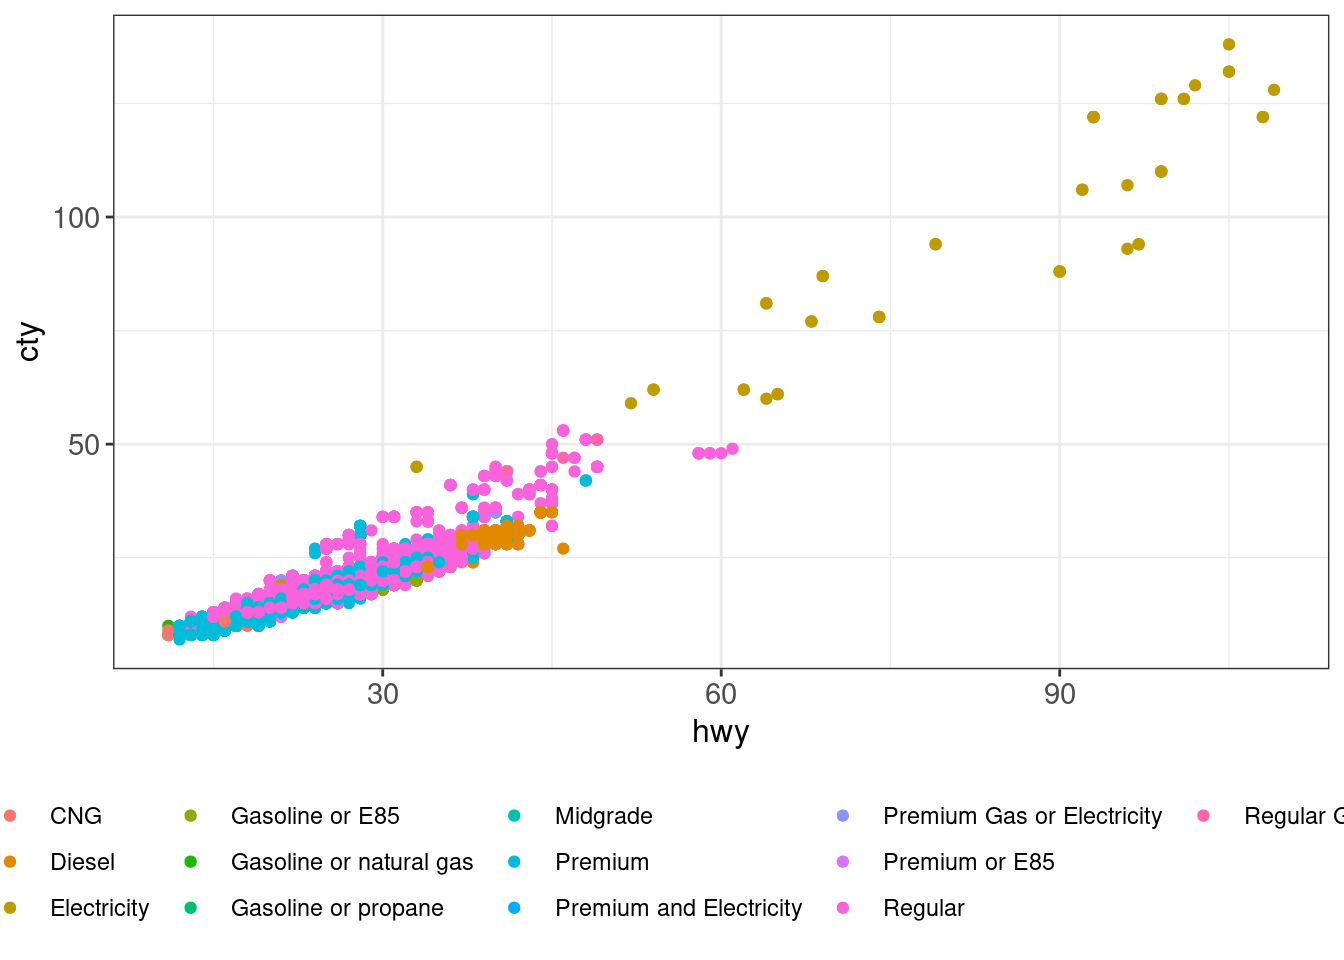 cty
100
50
30 60 90
hwy
CNG Gasoline or E85 Midgrade Premium Gas or Electricity Regular
Diesel Gasoline or natural gas Premium Premium or E85
Electricity Gasoline or propane Premium and Electricity Regular